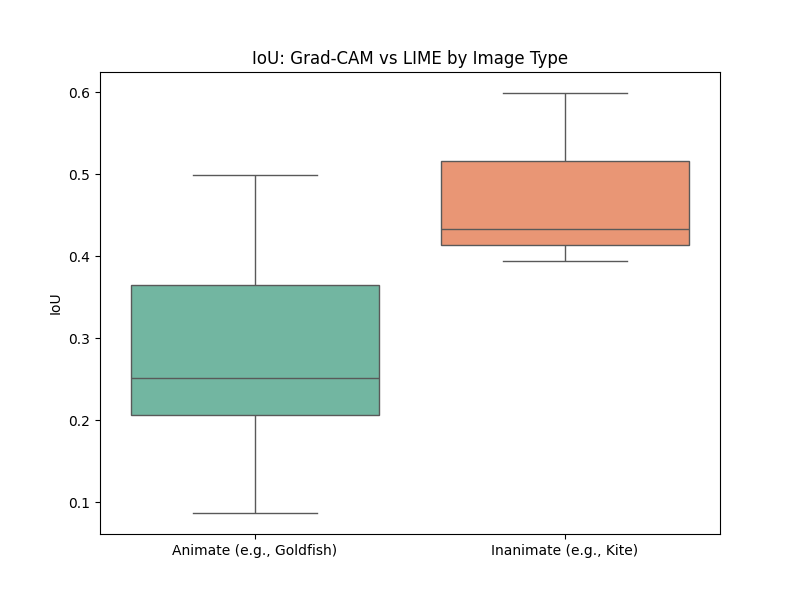 IoU: Grad-CAM vs LIME by Image Type
0.6
0.5
0.4
0.3
0.2
0.1
IoU
Animate (e.g., Goldfish)
Inanimate (e.g., Kite)